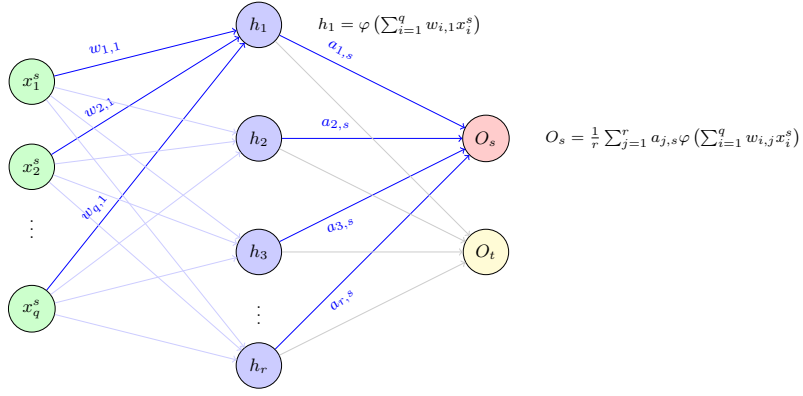 h_1
h_1 = φ(∑_{i=1}^{q} w_{i,1} x_i^s)
w_{1,1}
a_{1,s}
x_1^s
w_{2,1}
a_{2,s}
h_2
O_s
O_s = \frac{1}{r} ∑_{j=1}^{r} a_{j,s} φ(∑_{i=1}^{q} w_{i,j} x_i^s)
x_2^s
w_{q,1}
a_{3,s}
⋮
h_3
O_t
x_q^s
a_{r,s}
⋮
h_r